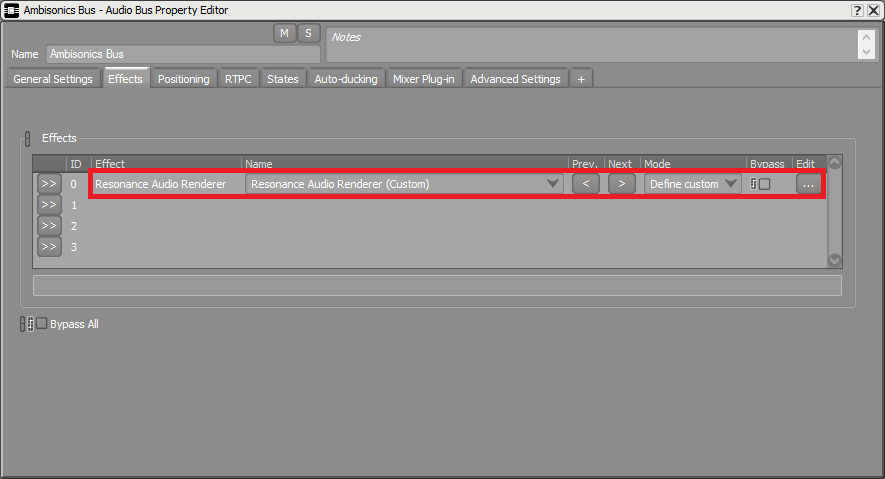 Ambisonics Bus - Audio Bus Property Editor
M S Notes
Name Ambisonics Bus
General Settings Effects Positioning RTPC States Auto-ducking Mixer Plug-in Advanced Settings +
Effects
ID Effect Name Prev. Next Mode Bypass Edit
>> 0 Resonance Audio Renderer Resonance Audio Renderer (Custom) < > Define custom ...
>> 1
>> 2
>> 3
Bypass All